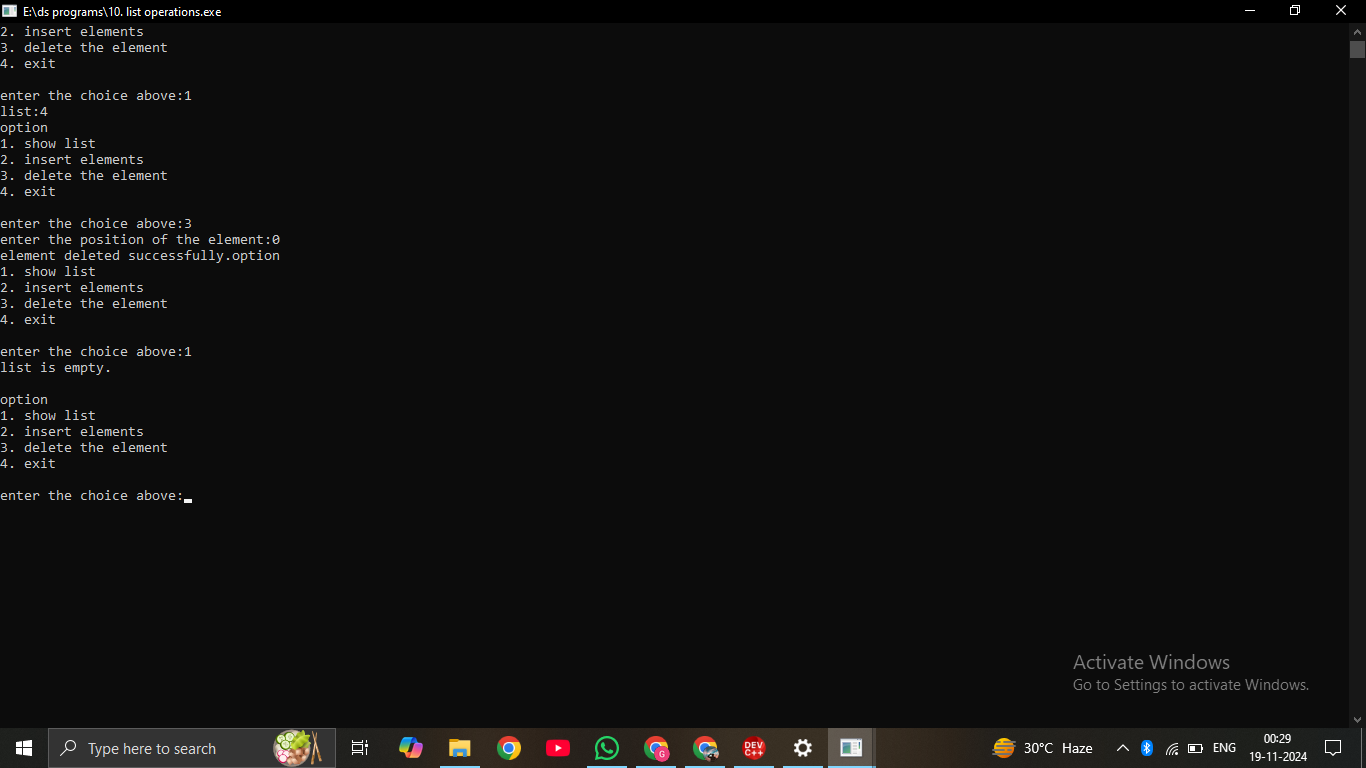 E:\ds programs\10. list operations.exe
2. insert elements
3. delete the element
4. exit
enter the choice above:1
list:4
option
1. show list
2. insert elements
3. delete the element
4. exit
enter the choice above:3
enter the position of the element:0
element deleted successfully.option
1. show list
2. insert elements
3. delete the element
4. exit
enter the choice above:1
list is empty.
option
1. show list
2. insert elements
3. delete the element
4. exit
enter the choice above:
Activate Windows
Go to Settings to activate Windows.
Type here to search
G
DEV
C++
30°C Haze
ENG
00:29
19-11-2024